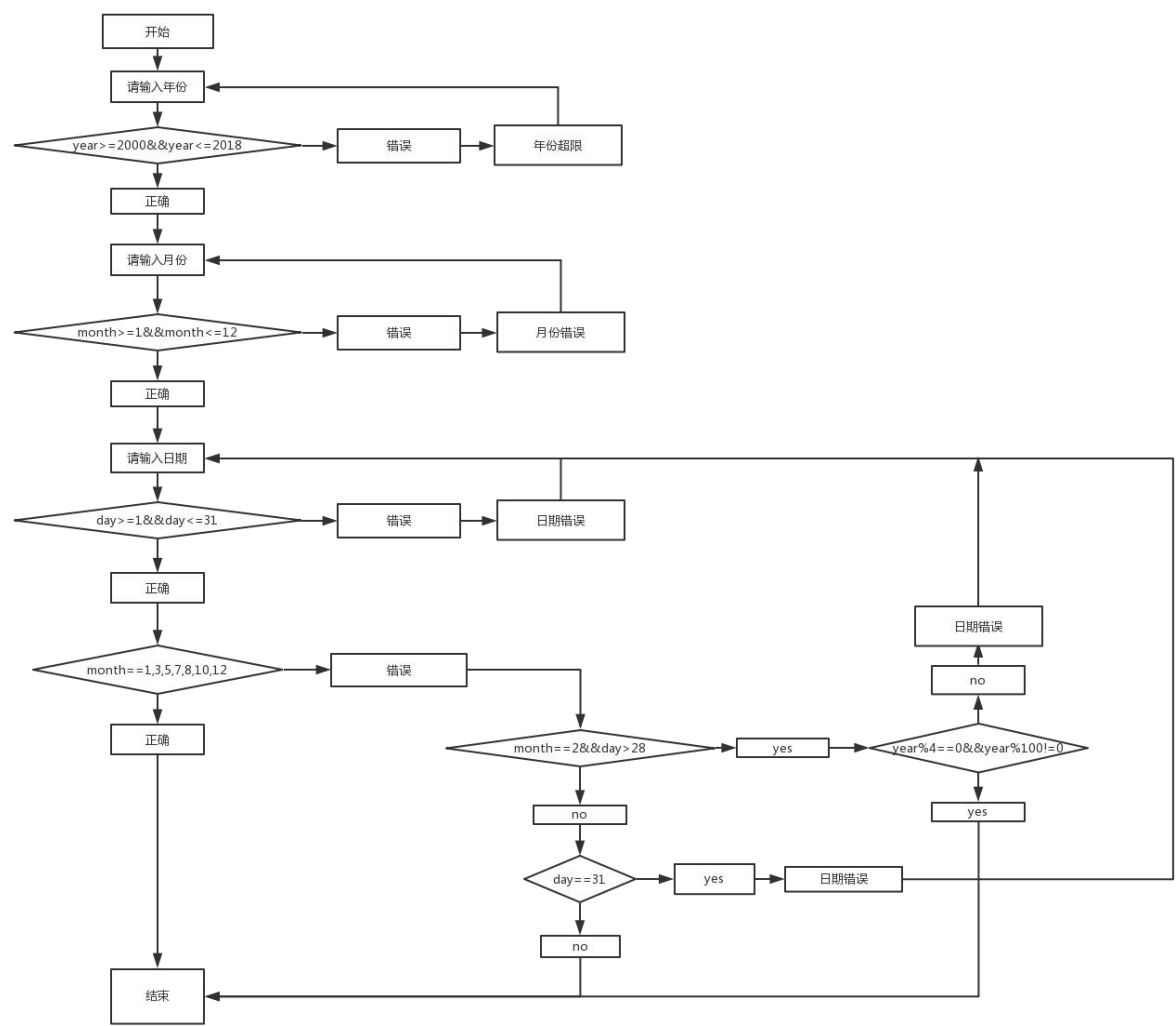 开始
请输入年份
year>=2000&&year<=2018
错误
年份超限
正确
请输入月份
month>=1&&month<=12
错误
月份错误
正确
请输入日期
day>=1&&day<=31
错误
日期错误
正确
日期错误
month==1,3,5,7,8,10,12
错误
no
正确
month==2&&day>28
yes
year%4==0&&year%100!=0
no
yes
day==31
yes
日期错误
no
结束